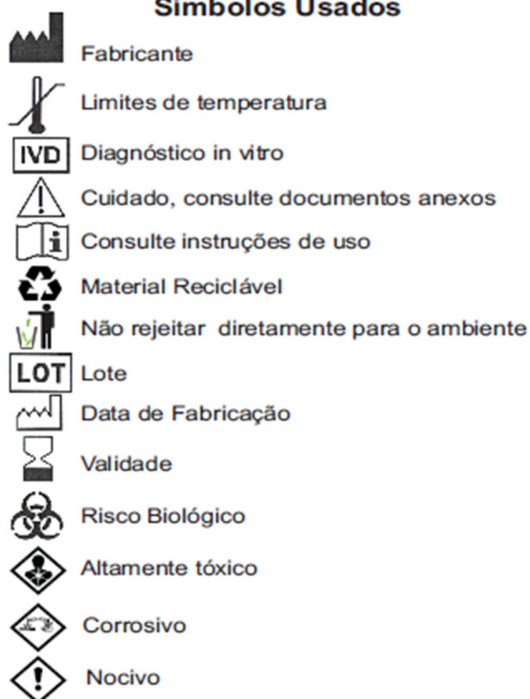 Símbolos Usados
Fabricante
Limites de temperatura
IVD Diagnóstico in vitro
Cuidado, consulte documentos anexos
Consulte instruções de uso
Material Reciclável
Não rejeitar diretamente para o ambiente
LOT Lote
Data de Fabricação
Validade
Risco Biológico
Altamente tóxico
Corrosivo
Nocivo